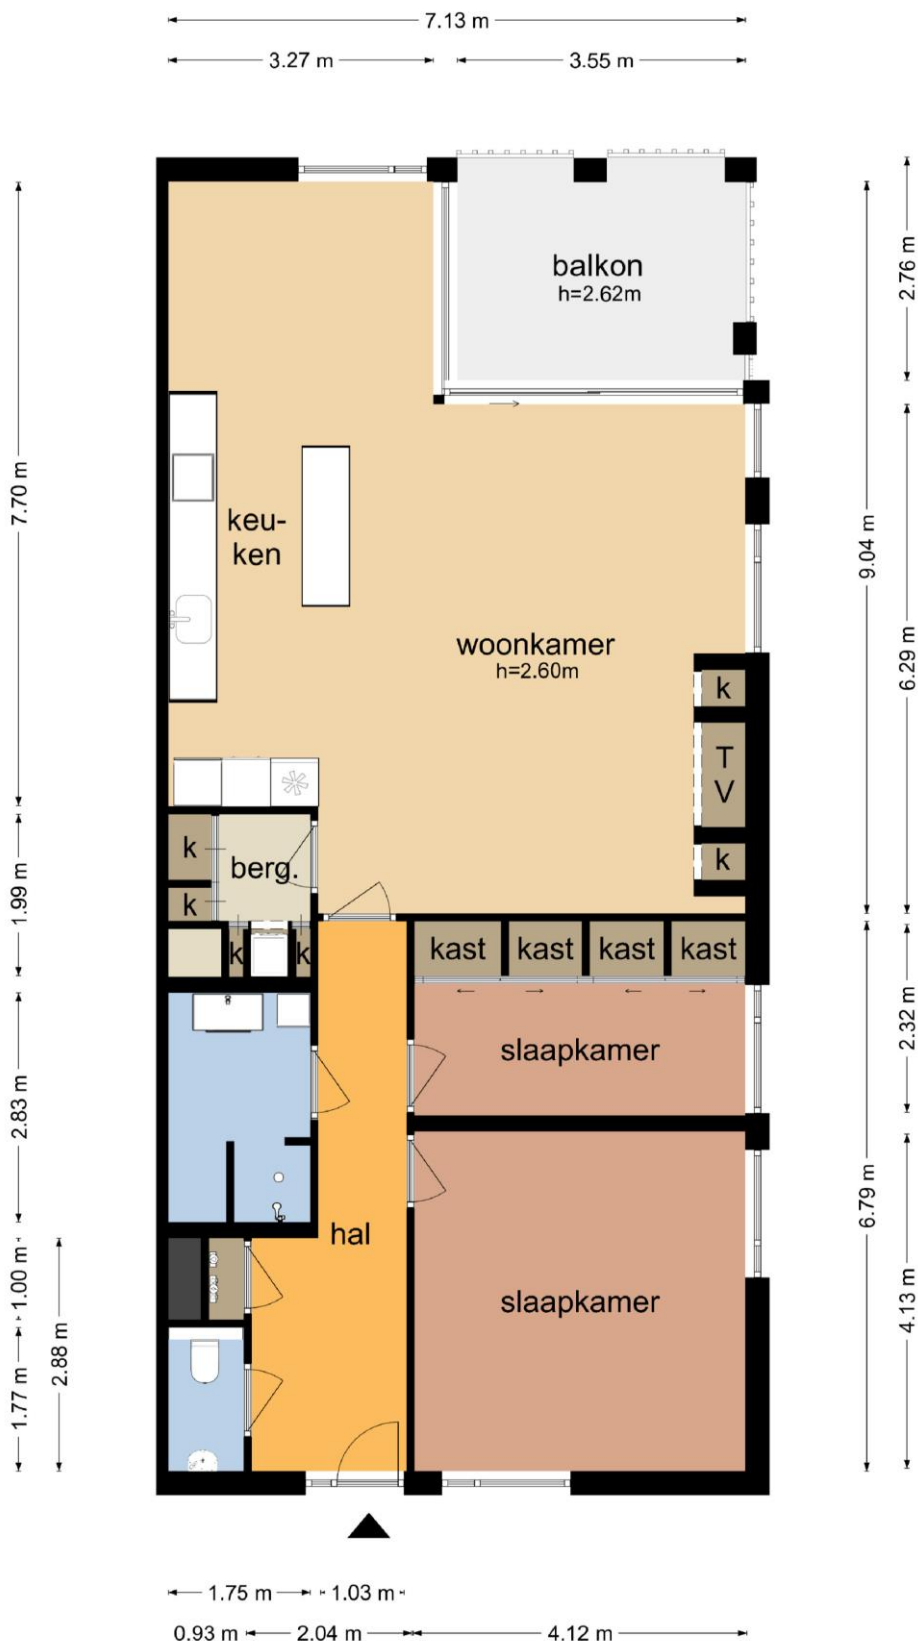 7.13 m
3.27 m
3.55 m
balkon
h=2.62m
2.76 m
7.70 m
keu-
ken
9.04 m
woonkamer
h=2.60m
6.29 m
k
T
V
k
k
berg.
k
1.99 m
k
k
kast
kast
kast
kast
2.32 m
slaapkamer
2.83 m
6.79 m
hal
1.00 m
slaapkamer
4.13 m
2.88 m
1.77 m
1.75 m
1.03 m
0.93 m
2.04 m
4.12 m